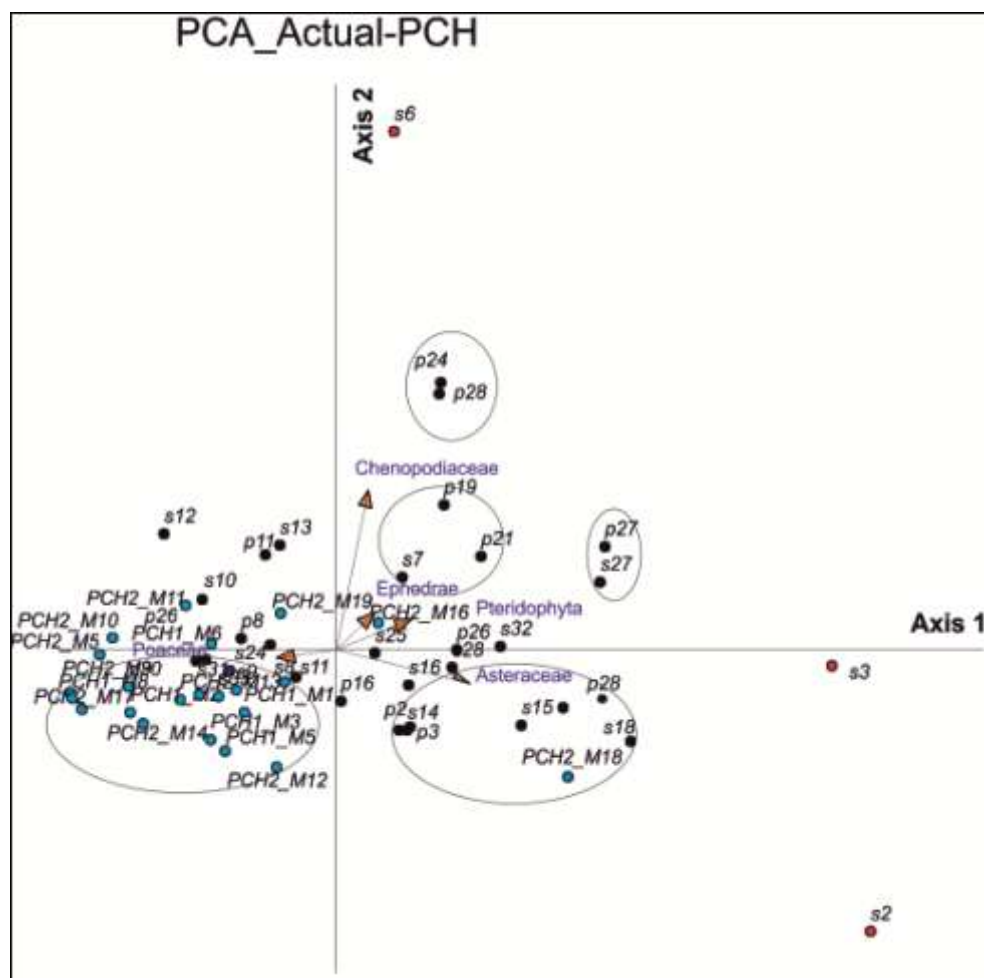 PCA_Actual-PCH
Axis 2
s6
p24
p28
Chenopodiaceae
p19
s12
s13
p11
p21
p27
s27
s7
s10
Ephedrae
PCH2_M11
PCH2_M19
PCH2_M16
Pteridophyta
PCH2_M10
p26
PCH1_M6
p8
s25
p26
s32
Axis 1
PCH2_M5
Poaceae
s24
s11
s16
Asteraceae
s3
PCH1_M1
p16
p2
s14
p3
s15
p28
s18
PCH1_M3
PCH2_M14
PCH1_M5
PCH2_M18
PCH2_M12
s2